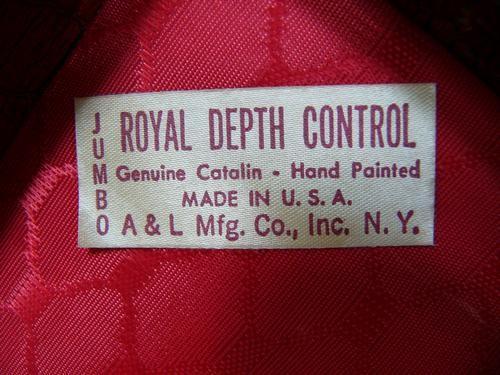 JUMBO
ROYAL DEPTH CONTROL
Genuine Catalin - Hand Painted
MADE IN U.S.A.
A & L Mfg. Co., Inc. N.Y.